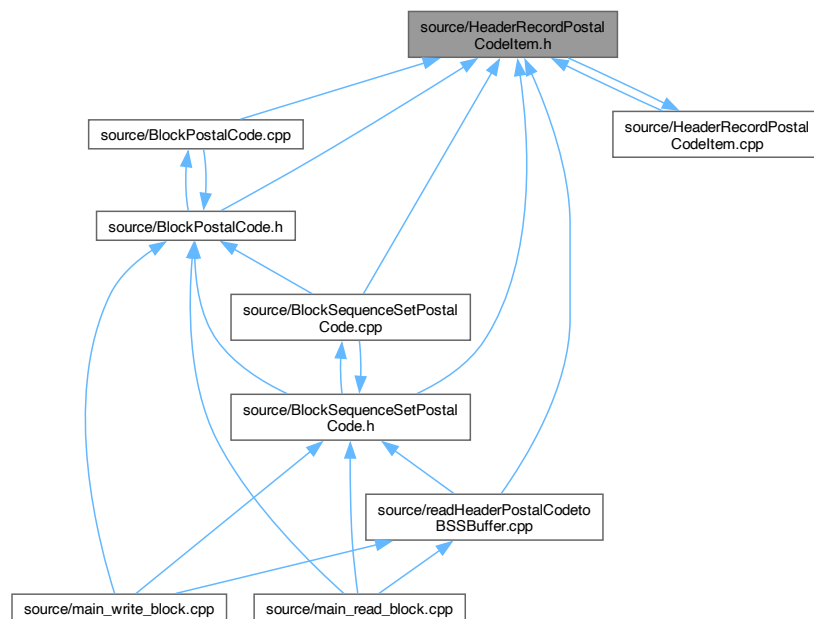 source/HeaderRecordPostal
CodeItem.h
source/BlockPostalCode.cpp
source/HeaderRecordPostal
CodeItem.cpp
source/BlockPostalCode.h
source/BlockSequenceSetPostal
Code.cpp
source/BlockSequenceSetPostal
Code.h
source/readHeaderPostalCodeto
BSSBuffer.cpp
source/main_write_block.cpp
source/main_read_block.cpp